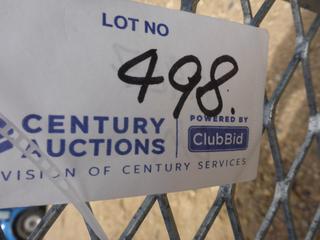 LOT NO
498.
CENTURY AUCTIONS
POWERED BY
ClubBid
VISION OF CENTURY SERVICES